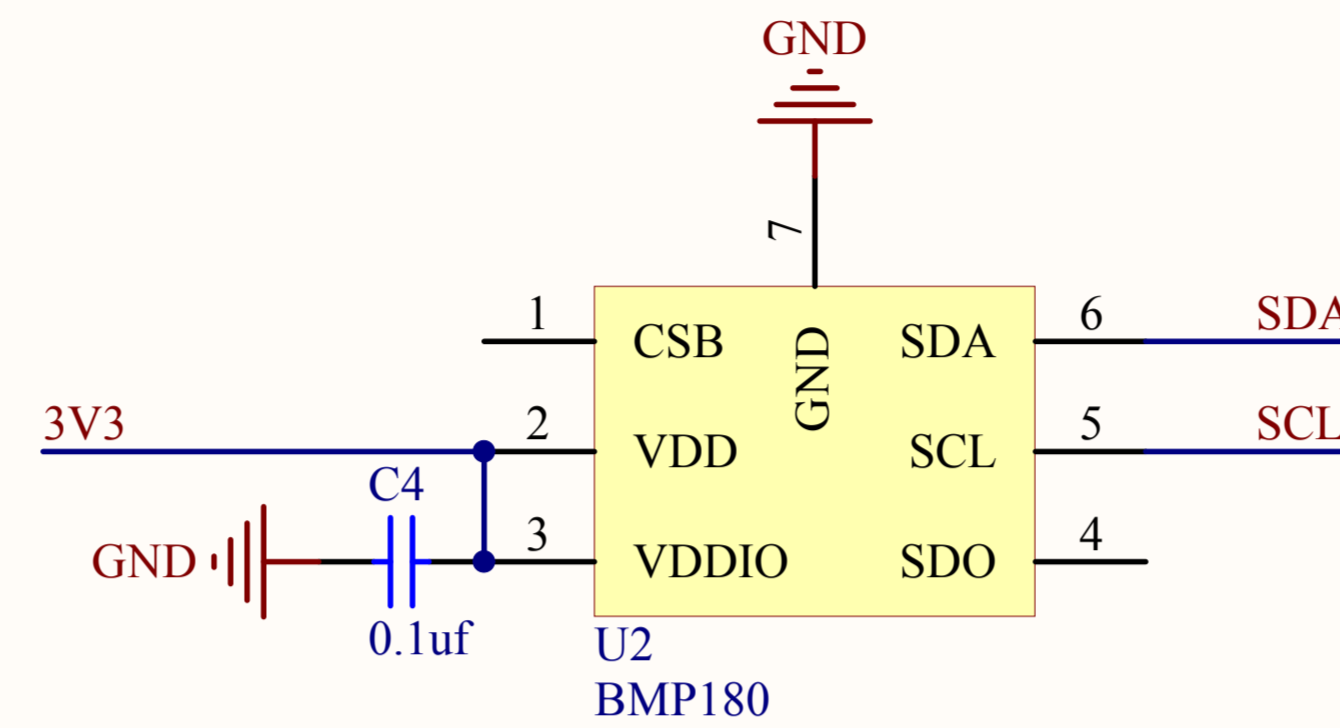 GND
7
1
CSB
GND
SDA
6
SDA
3V3
2
VDD
SCL
5
SCL
C4
GND
3
VDDIO
SDO
4
0.1uf
U2
BMP180